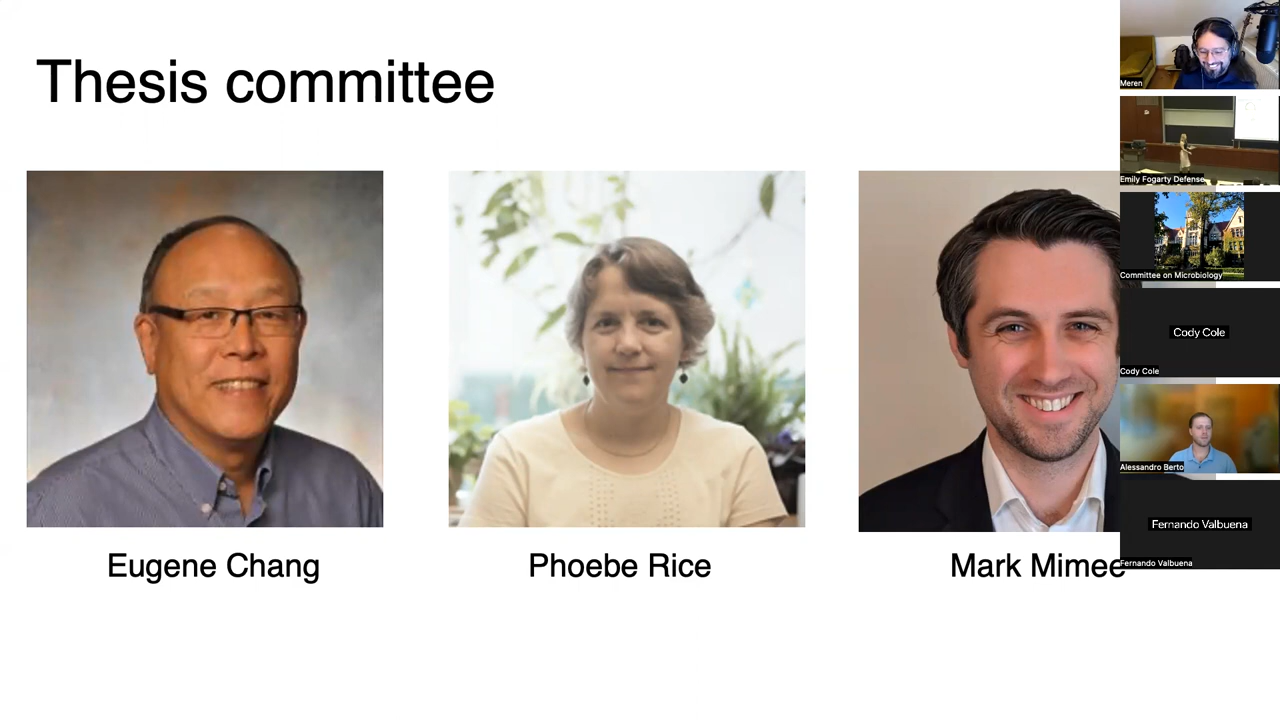 Thesis committee
Eugene Chang
Phoebe Rice
Mark Mimee
Meren
Emily Fogarty Defense
Committee on Microbiology
Cody Cole
Cody Cole
Alessandro Berto
Fernando Valbuena
Fernando Valbuena